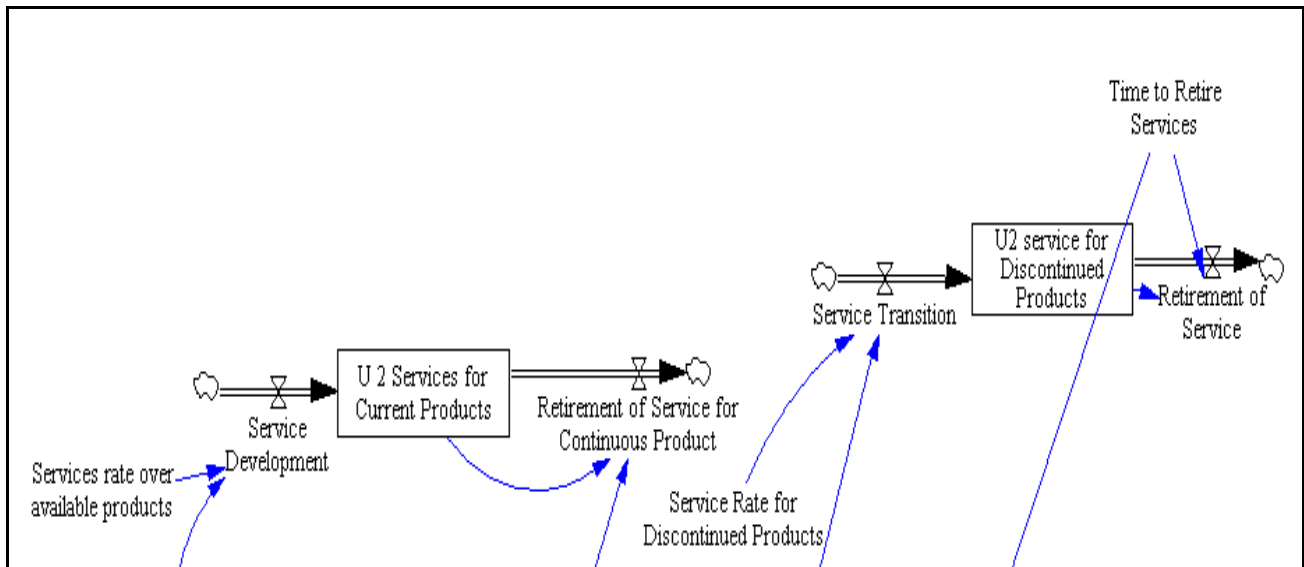 Time to Retire
Services
U2 service for
Discontinued
Products
Service Transition
Retirement of
Service
U 2 Services for
Current Products
Retirement of Service for
Continuous Product
Service
Development
Services rate over
available products
Service Rate for
Discontinued Products